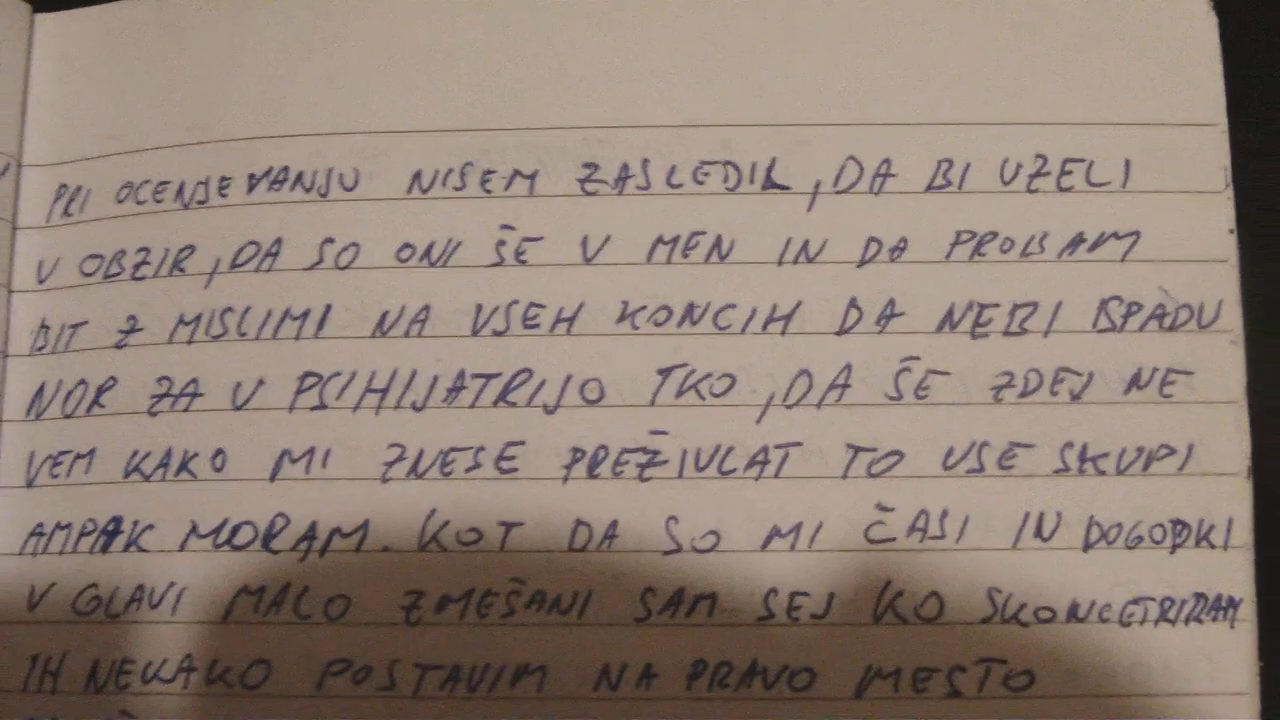 PRI OCENJEVANJU NISEM ZASLEDIL, DA BI UZELI
V OBZIR, DA SO ONI ŠE V MEN IN DA PROBAM
BIT Z MISLIMI NA VSEH KONCIH DA NEBI ISPADU
NOR ZA V PSIHIJATRIJO TKO, DA ŠE ZDEJ NE
VEM KAKO MI ZNESE PREŽIVLAT TO VSE SKUPI
AMPAK MORAM. KOT DA SO MI ČASI IN DOGODKI
V GLAVI MALO ZMEŠANI SAM SEJ KO SKONCETRIRAM
IH NEKAKO POSTAVIM NA PRAVO MESTO